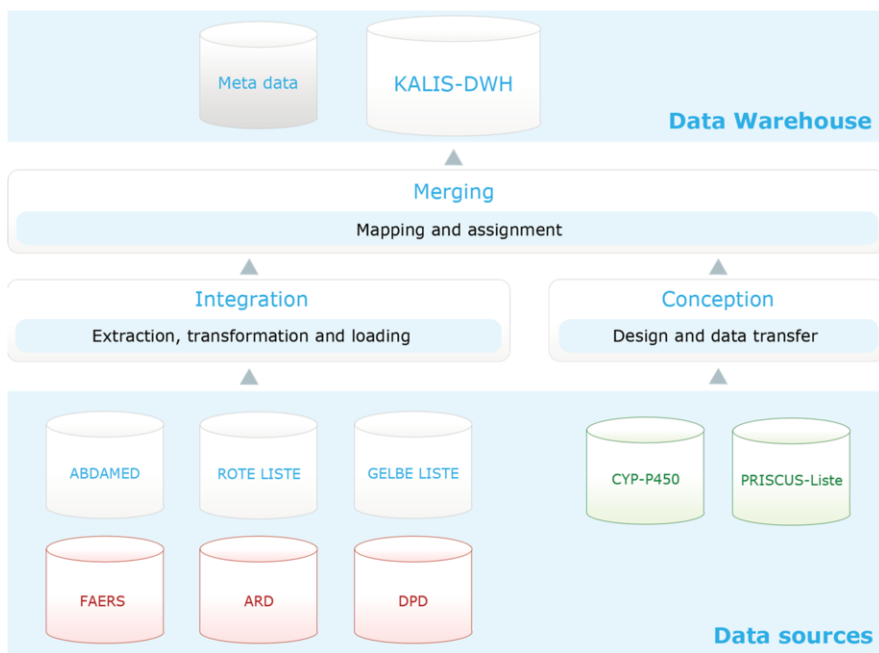 Meta data
KALIS-DWH
Data Warehouse
Merging
Mapping and assignment
Integration
Extraction, transformation and loading
Conception
Design and data transfer
ABDAMED
ROTE LISTE
GELBE LISTE
CYP-P450
PRISCUS-Liste
FAERS
ARD
DPD
Data sources